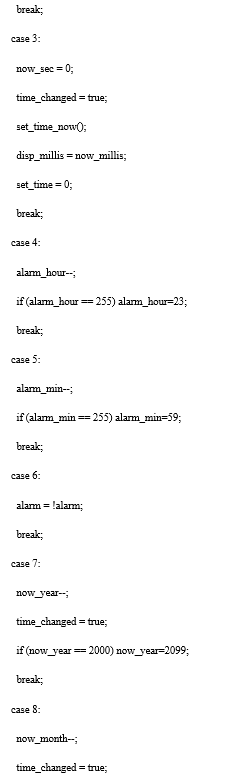 break;
case 3:
now_sec = 0;
time_changed = true;
set_time_now();
disp_millis = now_millis;
set_time = 0;
break;
case 4:
alarm_hour--;
if (alarm_hour == 255) alarm_hour=23;
break;
case 5:
alarm_min--;
if (alarm_min == 255) alarm_min=59;
break;
case 6:
alarm = !alarm;
break;
case 7:
now_year--;
time_changed = true;
if (now_year == 2000) now_year=2099;
break;
case 8:
now_month--;
time_changed = true;